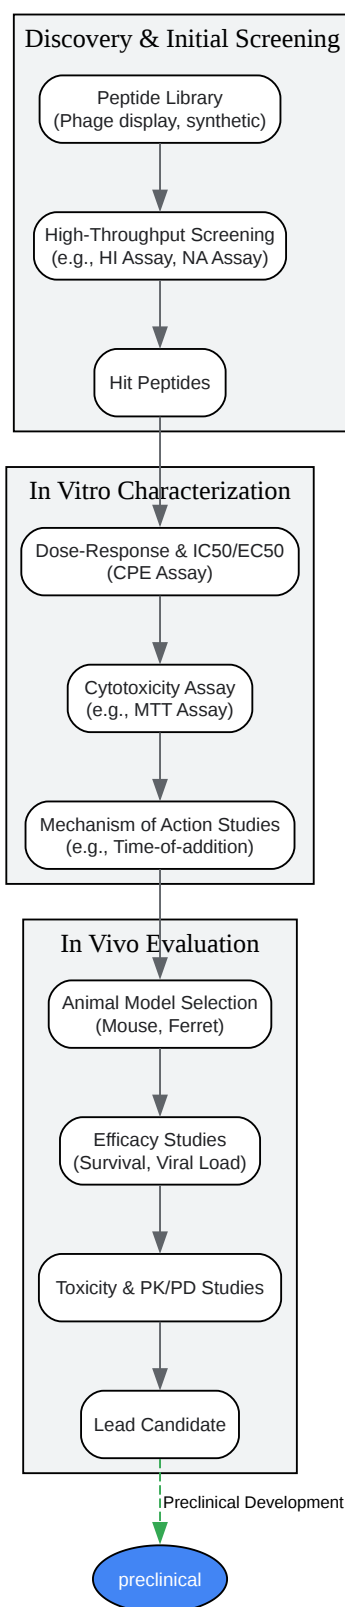 Discovery & Initial Screening
Peptide Library
(Phage display, synthetic)
High-Throughput Screening
(e.g., HI Assay, NA Assay)
Hit Peptides
In Vitro Characterization
Dose-Response & IC50/EC50
(CPE Assay)
Cytotoxicity Assay
(e.g., MTT Assay)
Mechanism of Action Studies
(e.g., Time-of-addition)
In Vivo Evaluation
Animal Model Selection
(Mouse, Ferret)
Efficacy Studies
(Survival, Viral Load)
Toxicity & PK/PD Studies
Lead Candidate
Preclinical Development
preclinical